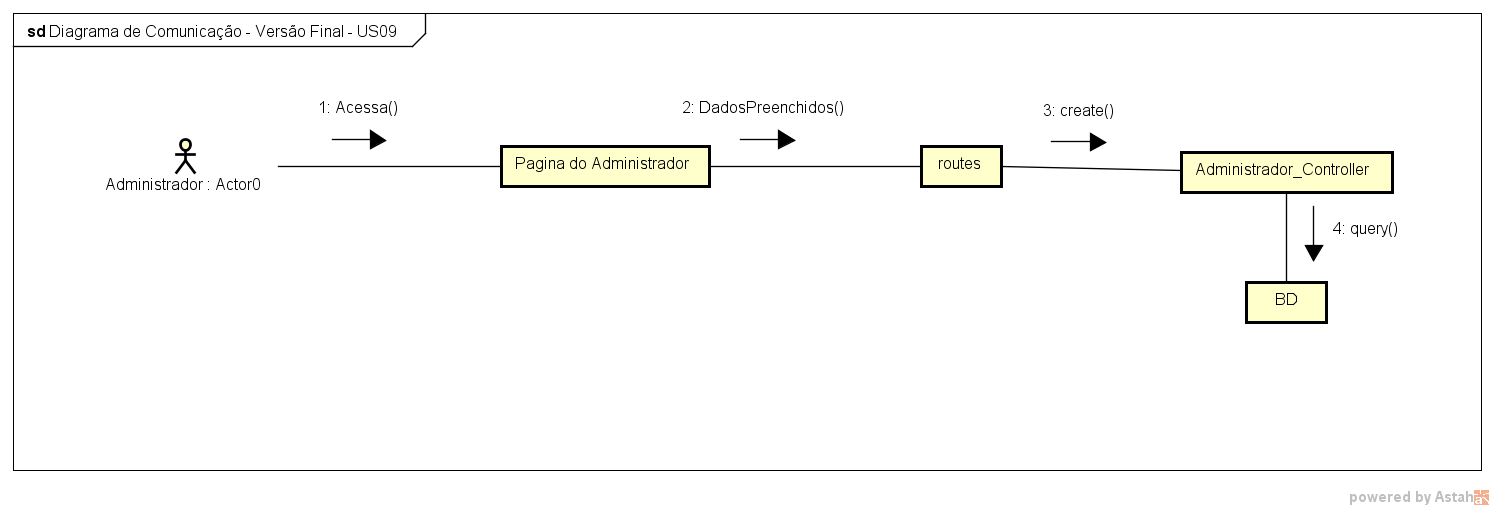 sd Diagrama de Comunicação - Versão Final - US09
1: Acessa()
2: DadosPreenchidos()
3: create()
Administrador : Actor0
Pagina do Administrador
routes
Administrador_Controller
4: query()
BD
powered by Astah